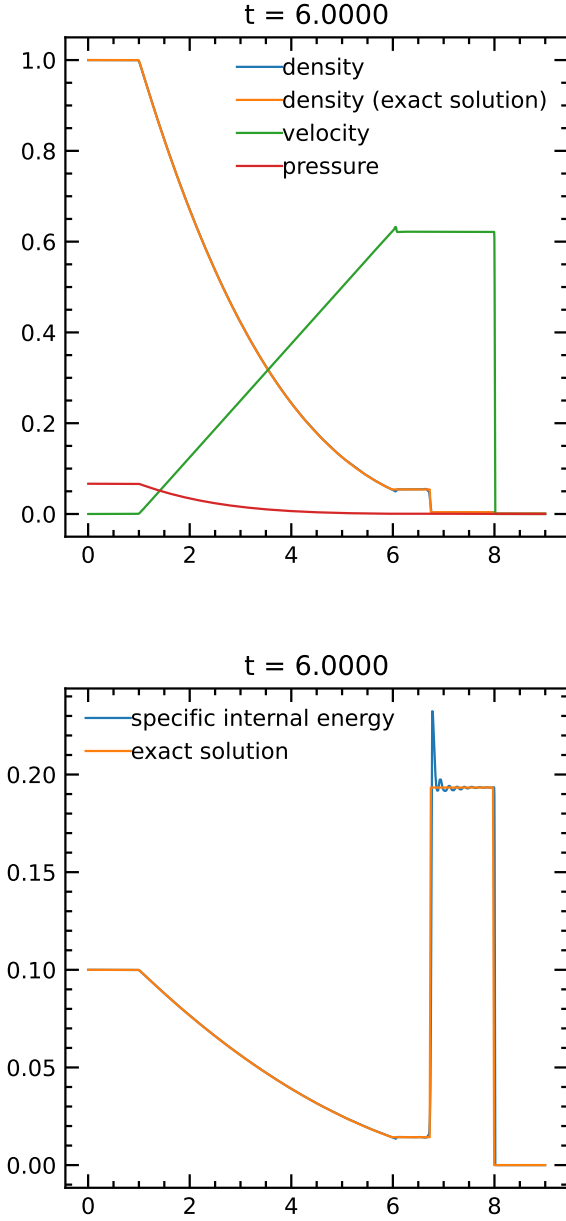 t = 6.0000
1.0
0.8
0.6
0.4
0.2
0.0
density
density (exact solution)
velocity
pressure
0 2 4 6 8
t = 6.0000
0.20
0.15
0.10
0.05
0.00
specific internal energy
exact solution
0 2 4 6 8